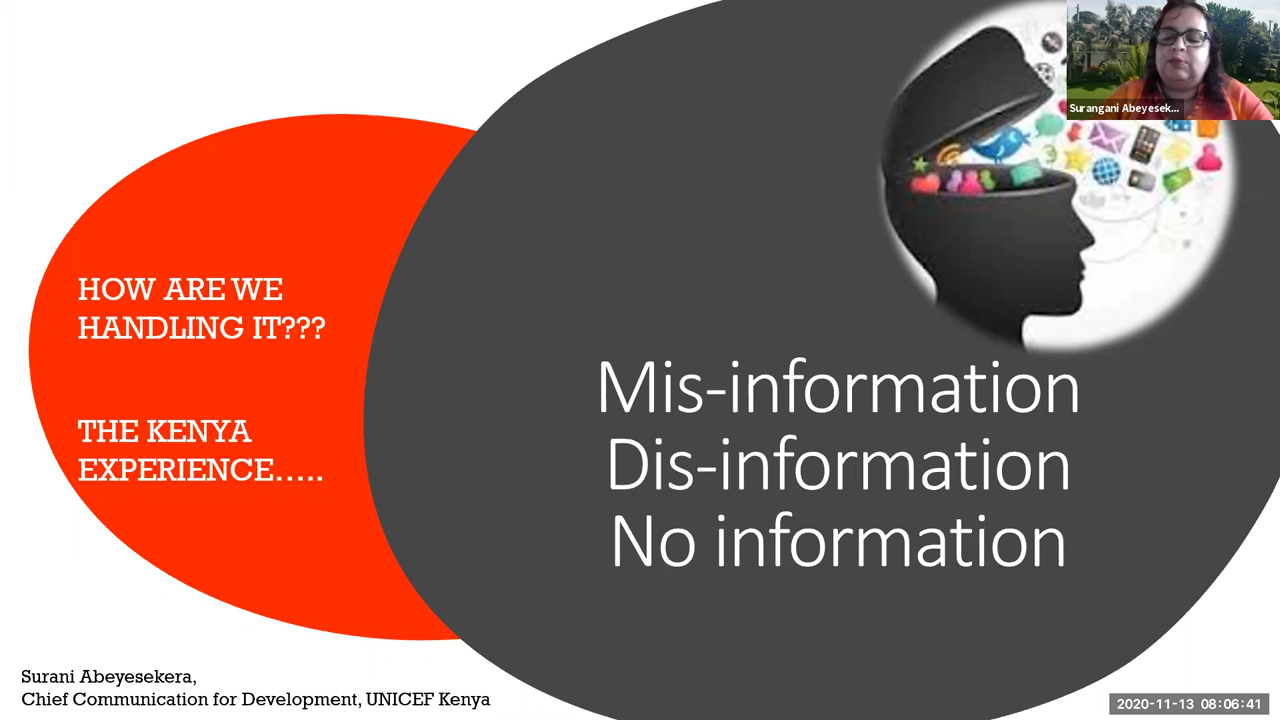 HOW ARE WE
HANDLING IT???
THE KENYA
EXPERIENCE.....
Mis-information
Dis-information
No information
Surani Abeyesekera,
Chief Communication for Development, UNICEF Kenya
Surangani Abeyesek...
2020-11-13 08:06:41